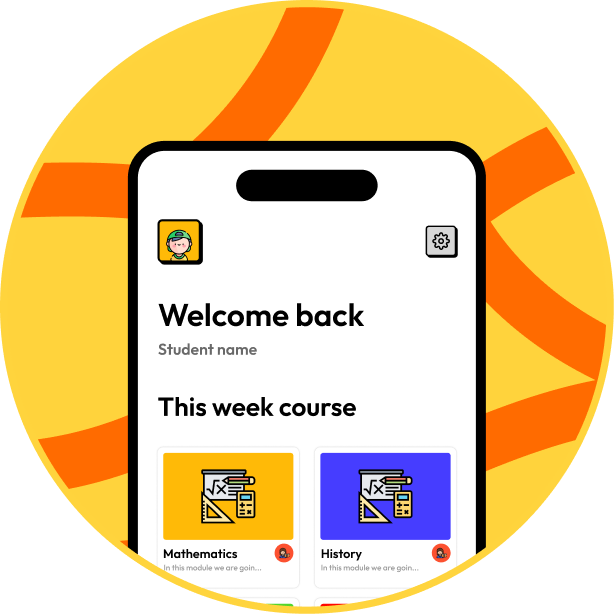 Welcome back
Student name
This week course
Mathematics
In this module we are goin...
History
In this module we are goin...